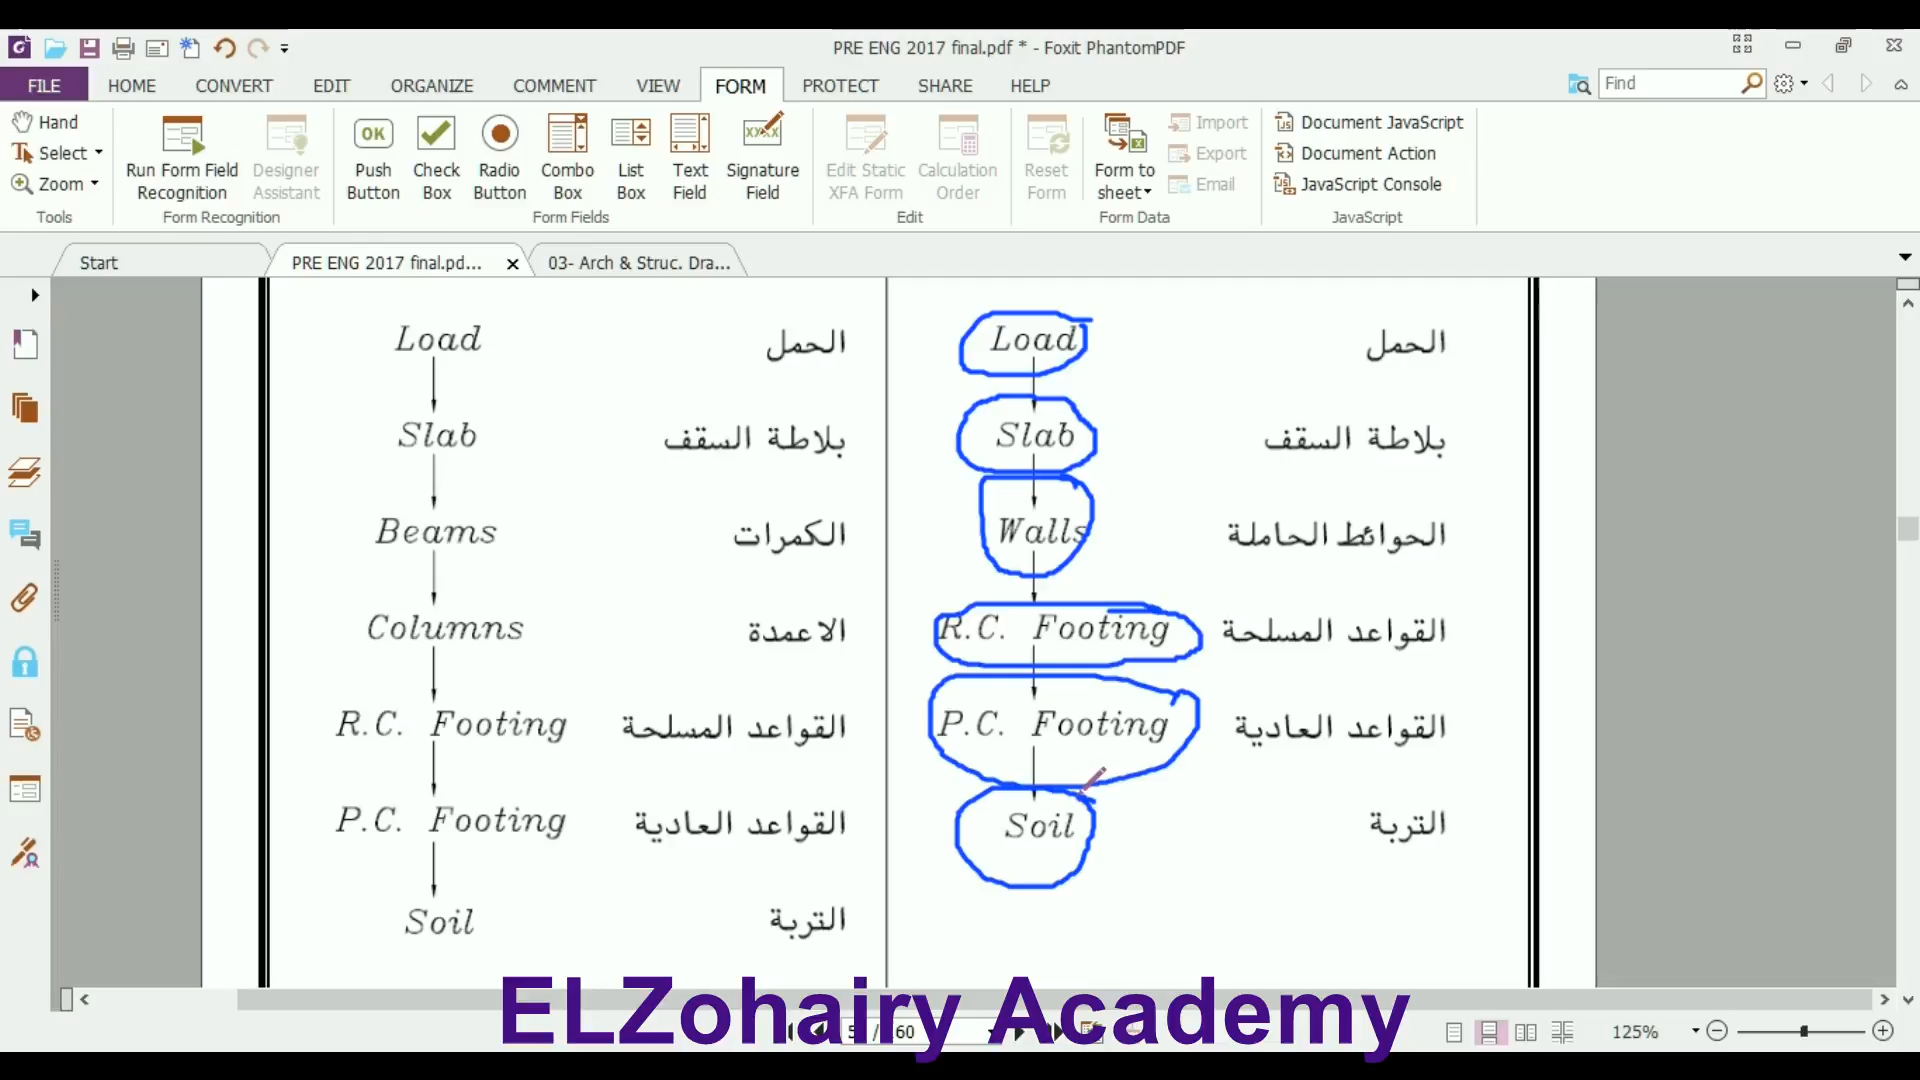 PRE ENG 2017 final.pdf * - Foxit PhantomPDF
FILE HOME CONVERT EDIT ORGANIZE COMMENT VIEW FORM PROTECT SHARE HELP Find
Hand
Select
Zoom
Tools
Run Form Field Recognition
Designer Assistant
Form Recognition
OK
Push Button
Check Box
Radio Button
Combo Box
List Box
Text Field
XXXX
Signature Field
Form Fields
Edit Static XFA Form
Calculation Order
Edit
Reset Form
Form to sheet
Import
Export
Email
Form Data
Document JavaScript
Document Action
JavaScript Console
JavaScript
Start PRE ENG 2017 final.pd... 03- Arch & Struc. Dra...
Load الحمل
Slab بلاطة السقف
Beams الكمرات
Columns الاعمدة
R.C. Footing القواعد المسلحة
P.C. Footing القواعد العادية
Soil التربة
Load الحمل
Slab بلاطة السقف
Walls الحوائط الحاملة
R.C. Footing القواعد المسلحة
P.C. Footing القواعد العادية
Soil التربة
ELZohairy Academy
/ 60
125%